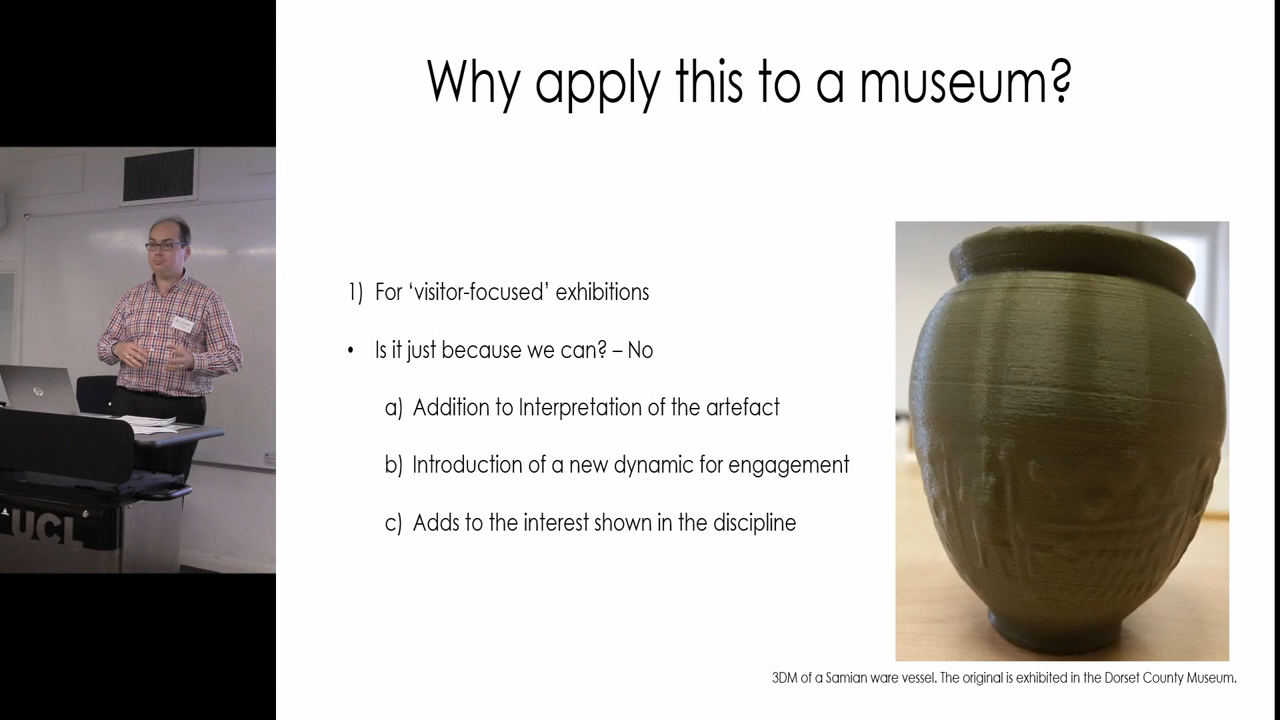 Why apply this to a museum?
1) For ‘visitor-focused’ exhibitions
• Is it just because we can? – No
a) Addition to Interpretation of the artefact
b) Introduction of a new dynamic for engagement
c) Adds to the interest shown in the discipline
3DM of a Samian ware vessel. The original is exhibited in the Dorset County Museum.
hp
UCL